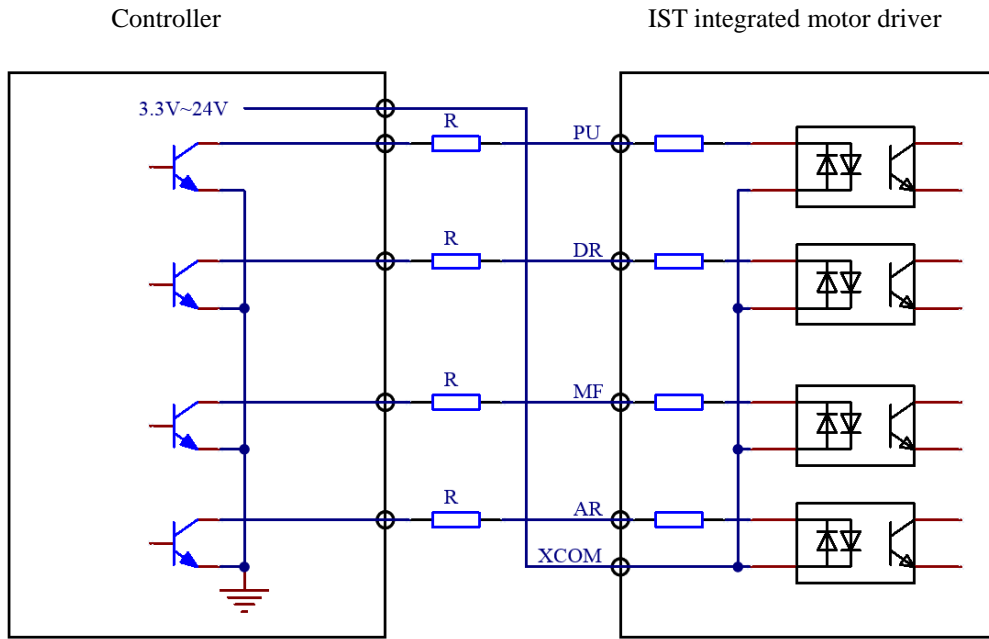 Controller
IST integrated motor driver
3.3V~24V
R
PU
R
DR
R
MF
R
AR
XCOM